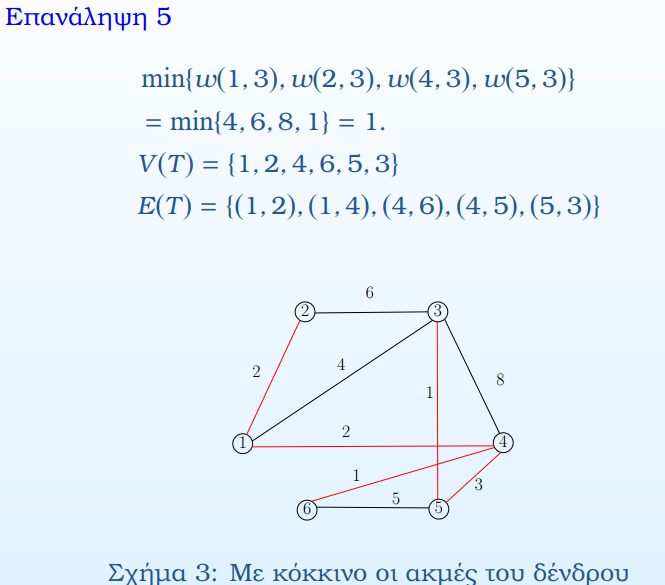 Επανάληψη 5
min{w(1, 3), w(2, 3), w(4, 3), w(5, 3)}
= min{4, 6, 8, 1} = 1.
V(T) = {1, 2, 4, 6, 5, 3}
E(T) = {(1, 2), (1, 4), (4, 6), (4, 5), (5, 3)}
6
2
3
2
4
1
8
1
2
4
1
5
3
6
5
Σχήμα 3: Με κόκκινο οι ακμές του δένδρου